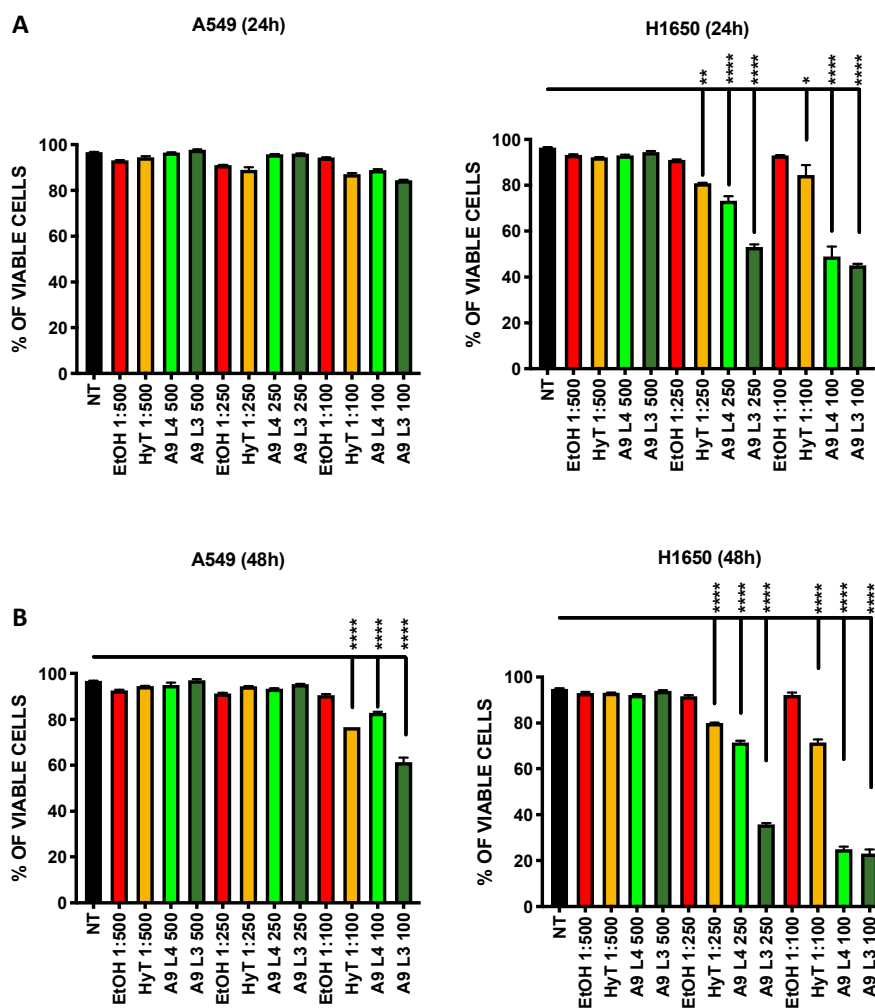 A
A549 (24h)
% OF VIABLE CELLS
100
80
60
40
20
0
NT
EtOH 1:500
HyT 1:500
A9 L4 500
A9 L3 500
EtOH 1:250
HyT 1:250
A9 L4 250
A9 L3 250
EtOH 1:100
HyT 1:100
A9 L4 100
A9 L3 100
H1650 (24h)
**
****
****
*
****
****
% OF VIABLE CELLS
100
80
60
40
20
0
NT
EtOH 1:500
HyT 1:500
A9 L4 500
A9 L3 500
EtOH 1:250
HyT 1:250
A9 L4 250
A9 L3 250
EtOH 1:100
HyT 1:100
A9 L4 100
A9 L3 100
B
A549 (48h)
****
****
****
% OF VIABLE CELLS
100
80
60
40
20
0
NT
EtOH 1:500
HyT 1:500
A9 L4 500
A9 L3 500
EtOH 1:250
HyT 1:250
A9 L4 250
A9 L3 250
EtOH 1:100
HyT 1:100
A9 L4 100
A9 L3 100
H1650 (48h)
****
****
****
****
****
****
% OF VIABLE CELLS
100
80
60
40
20
0
NT
EtOH 1:500
HyT 1:500
A9 L4 500
A9 L3 500
EtOH 1:250
HyT 1:250
A9 L4 250
A9 L3 250
EtOH 1:100
HyT 1:100
A9 L4 100
A9 L3 100